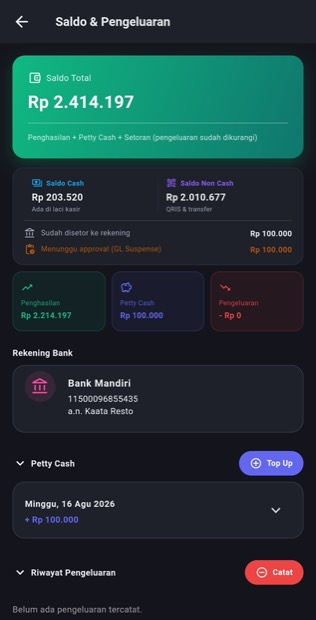 Saldo & Pengeluaran
Saldo Total
Rp 2.414.197
Penghasilan + Petty Cash + Setoran (pengeluaran sudah dikurangi)
Saldo Cash
Rp 203.520
Ada di laci kasir
Saldo Non Cash
Rp 2.010.677
QRIS & transfer
Sudah disetor ke rekening Rp 100.000
Menunggu approval (GL Suspense) Rp 100.000
Penghasilan
Rp 2.214.197
Petty Cash
Rp 100.000
Pengeluaran
- Rp 0
Rekening Bank
Bank Mandiri
11500096855435
a.n. Kaata Resto
Petty Cash
Top Up
Minggu, 16 Agu 2026
+ Rp 100.000
Riwayat Pengeluaran
Catat
Belum ada pengeluaran tercatat.